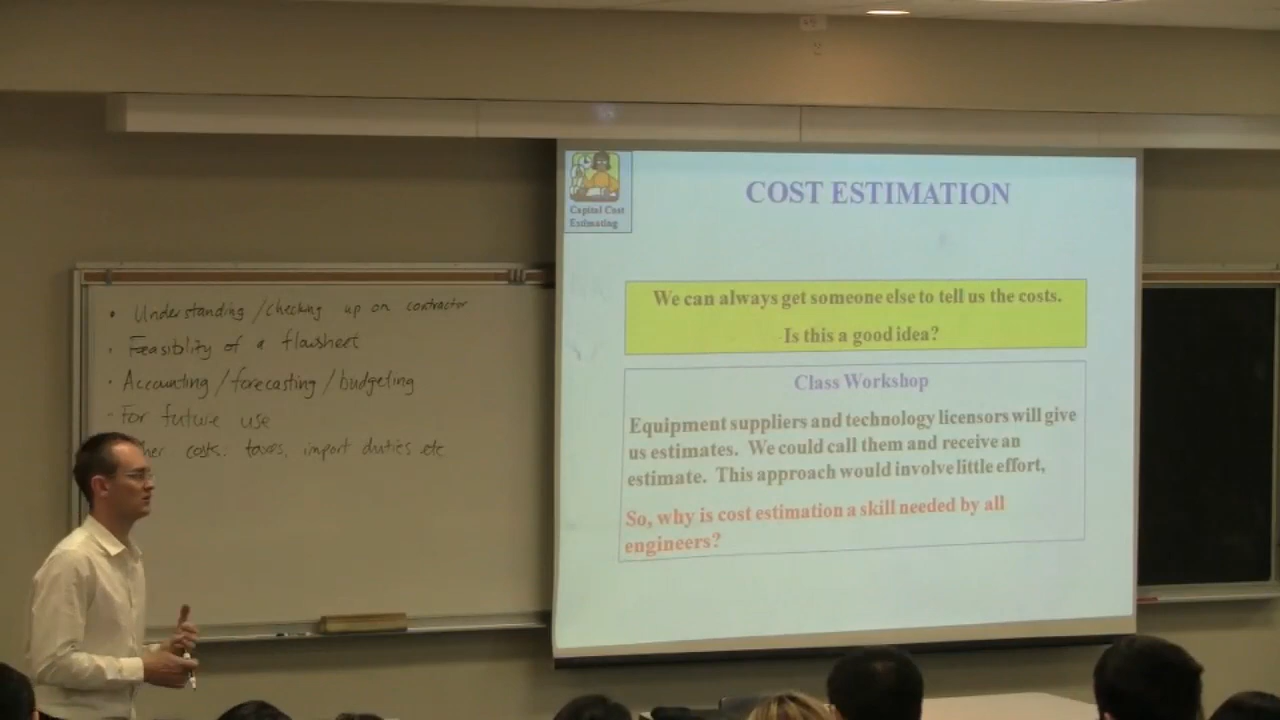 • Understanding/checking up on contractor
• Feasibility of a flowsheet
• Accounting/forecasting/budgeting
- For future use
costs: taxes, import duties etc
Capital Cost
Estimating
COST ESTIMATION
We can always get someone else to tell us the costs.
Is this a good idea?
Class Workshop
Equipment suppliers and technology licensors will give
us estimates. We could call them and receive an
estimate. This approach would involve little effort,
So, why is cost estimation a skill needed by all
engineers?